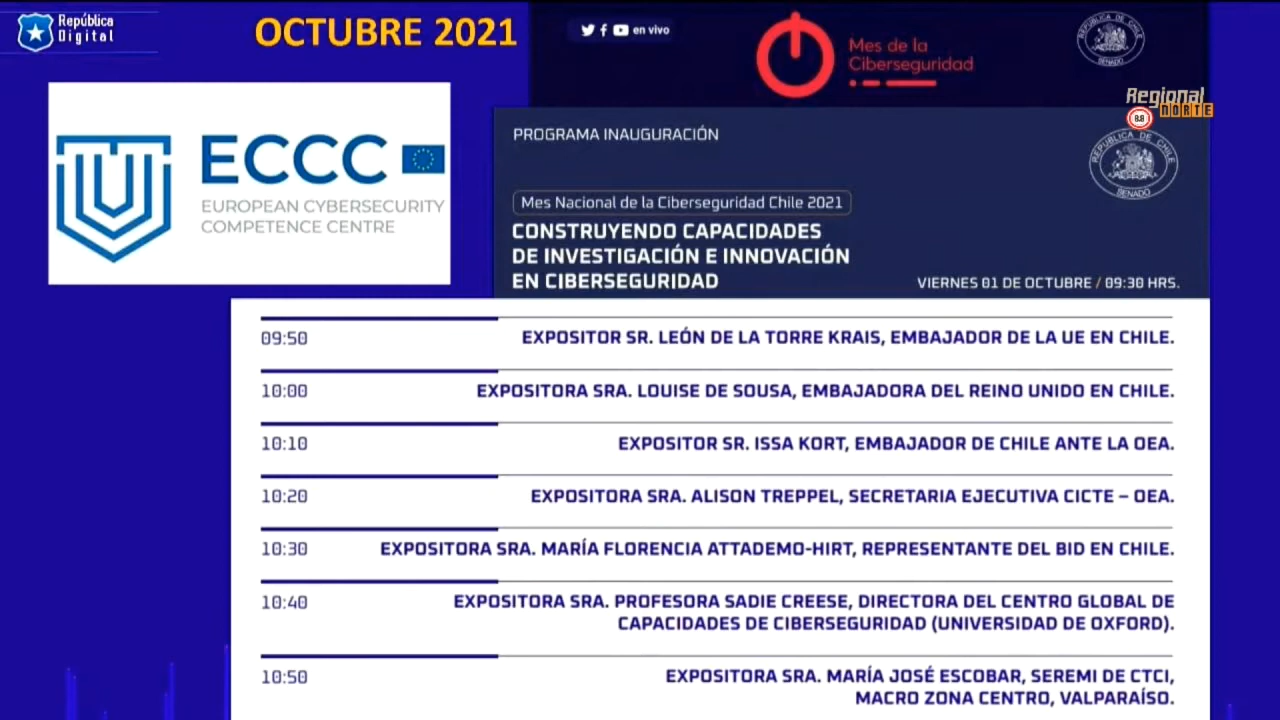 República
Digital
OCTUBRE 2021
en vivo
Mes de la
Ciberseguridad
REPÚBLICA DE CHILE
SENADO
Regional
NORTE
8.8
ECCC
EUROPEAN CYBERSECURITY
COMPETENCE CENTRE
PROGRAMA INAUGURACIÓN
REPÚBLICA DE CHILE
SENADO
Mes Nacional de la Ciberseguridad Chile 2021
CONSTRUYENDO CAPACIDADES
DE INVESTIGACIÓN E INNOVACIÓN
EN CIBERSEGURIDAD
VIERNES 01 DE OCTUBRE / 09:30 HRS.
09:50 EXPOSITOR SR. LEÓN DE LA TORRE KRAIS, EMBAJADOR DE LA UE EN CHILE.
10:00 EXPOSITORA SRA. LOUISE DE SOUSA, EMBAJADORA DEL REINO UNIDO EN CHILE.
10:10 EXPOSITOR SR. ISSA KORT, EMBAJADOR DE CHILE ANTE LA OEA.
10:20 EXPOSITORA SRA. ALISON TREPPEL, SECRETARIA EJECUTIVA CICTE – OEA.
10:30 EXPOSITORA SRA. MARÍA FLORENCIA ATTADEMO-HIRT, REPRESENTANTE DEL BID EN CHILE.
10:40 EXPOSITORA SRA. PROFESORA SADIE CREESE, DIRECTORA DEL CENTRO GLOBAL DE
CAPACIDADES DE CIBERSEGURIDAD (UNIVERSIDAD DE OXFORD).
10:50 EXPOSITORA SRA. MARÍA JOSÉ ESCOBAR, SEREMI DE CTCI,
MACRO ZONA CENTRO, VALPARAÍSO.